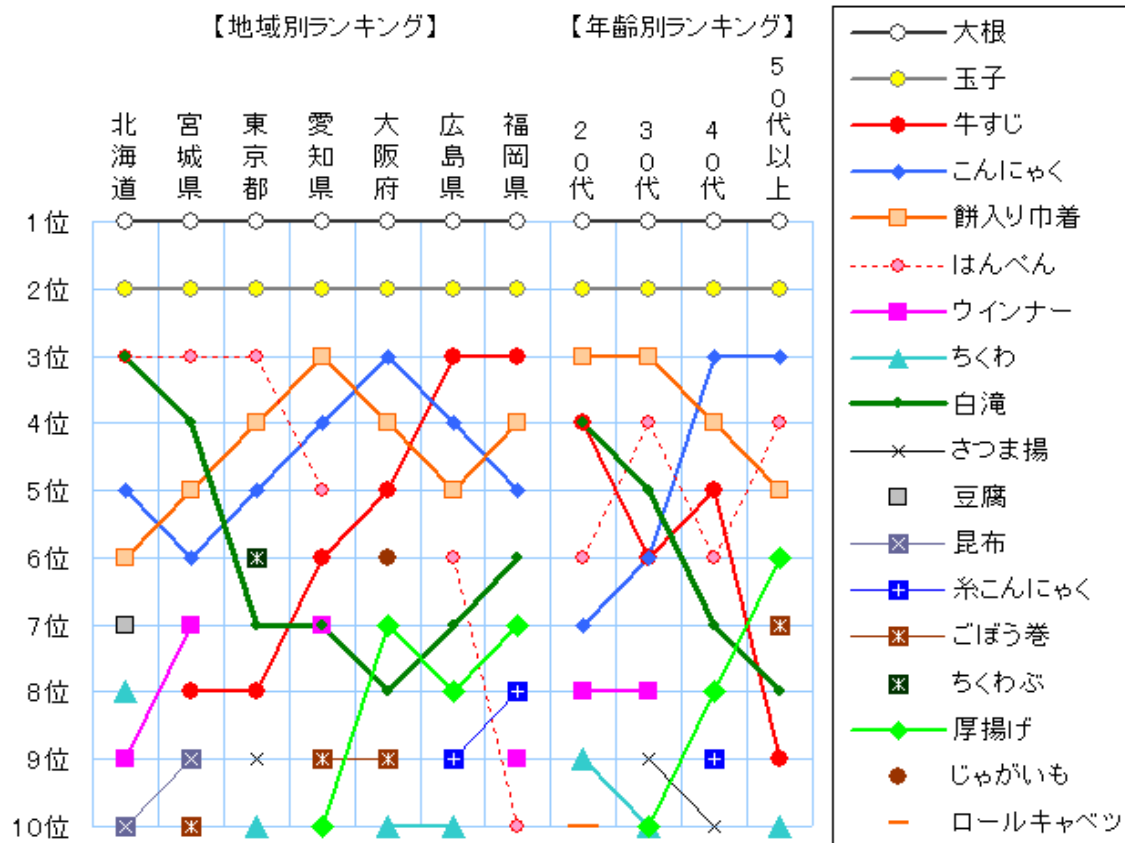 【地域別ランキング】
【年齢別ランキング】
北海道
宮城県
東京都
愛知県
大阪府
広島県
福岡県
20代
30代
40代
50代以上
1位
2位
3位
4位
5位
6位
7位
8位
9位
10位
大根
玉子
牛すじ
こんにゃく
餅入り巾着
はんぺん
ウインナー
ちくわ
白滝
さつま揚
豆腐
昆布
糸こんにゃく
ごぼう巻
ちくわぶ
厚揚げ
じゃがいも
ロールキャベツ